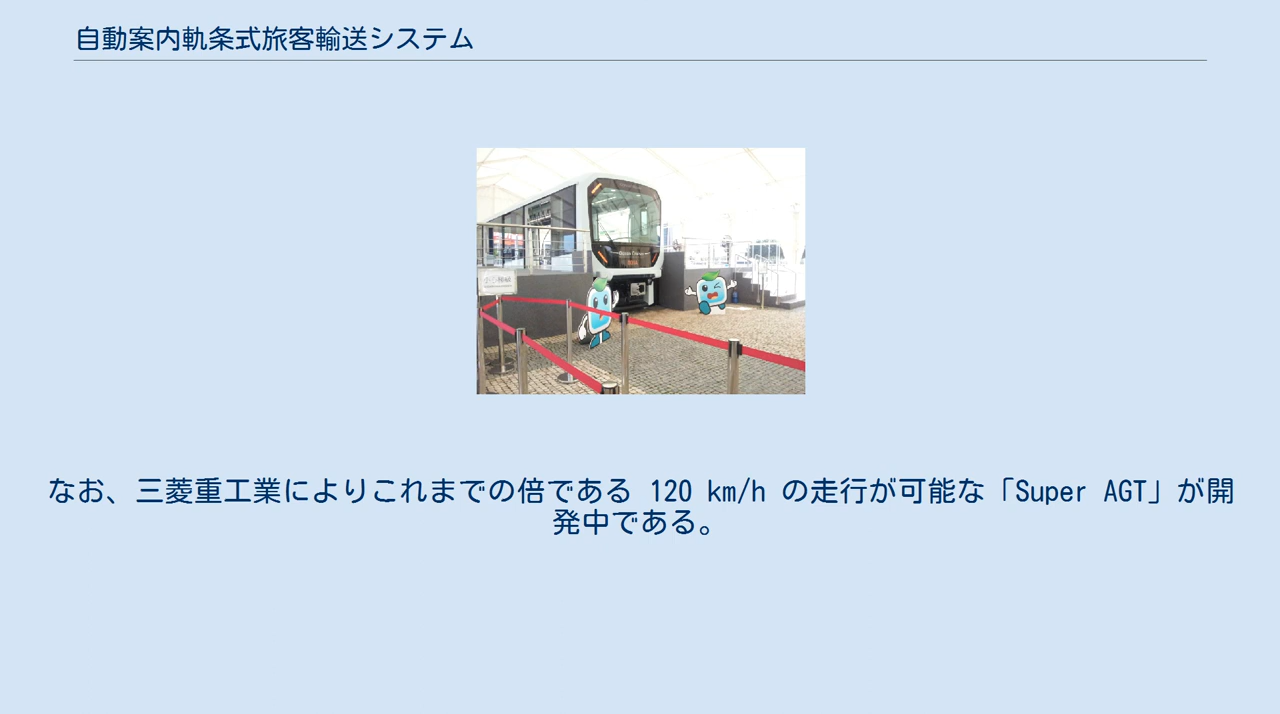 自動案内軌条式旅客輸送システム
なお、三菱重工業によりこれまでの倍である 120 km/h の走行が可能な「Super AGT」が開
発中である。